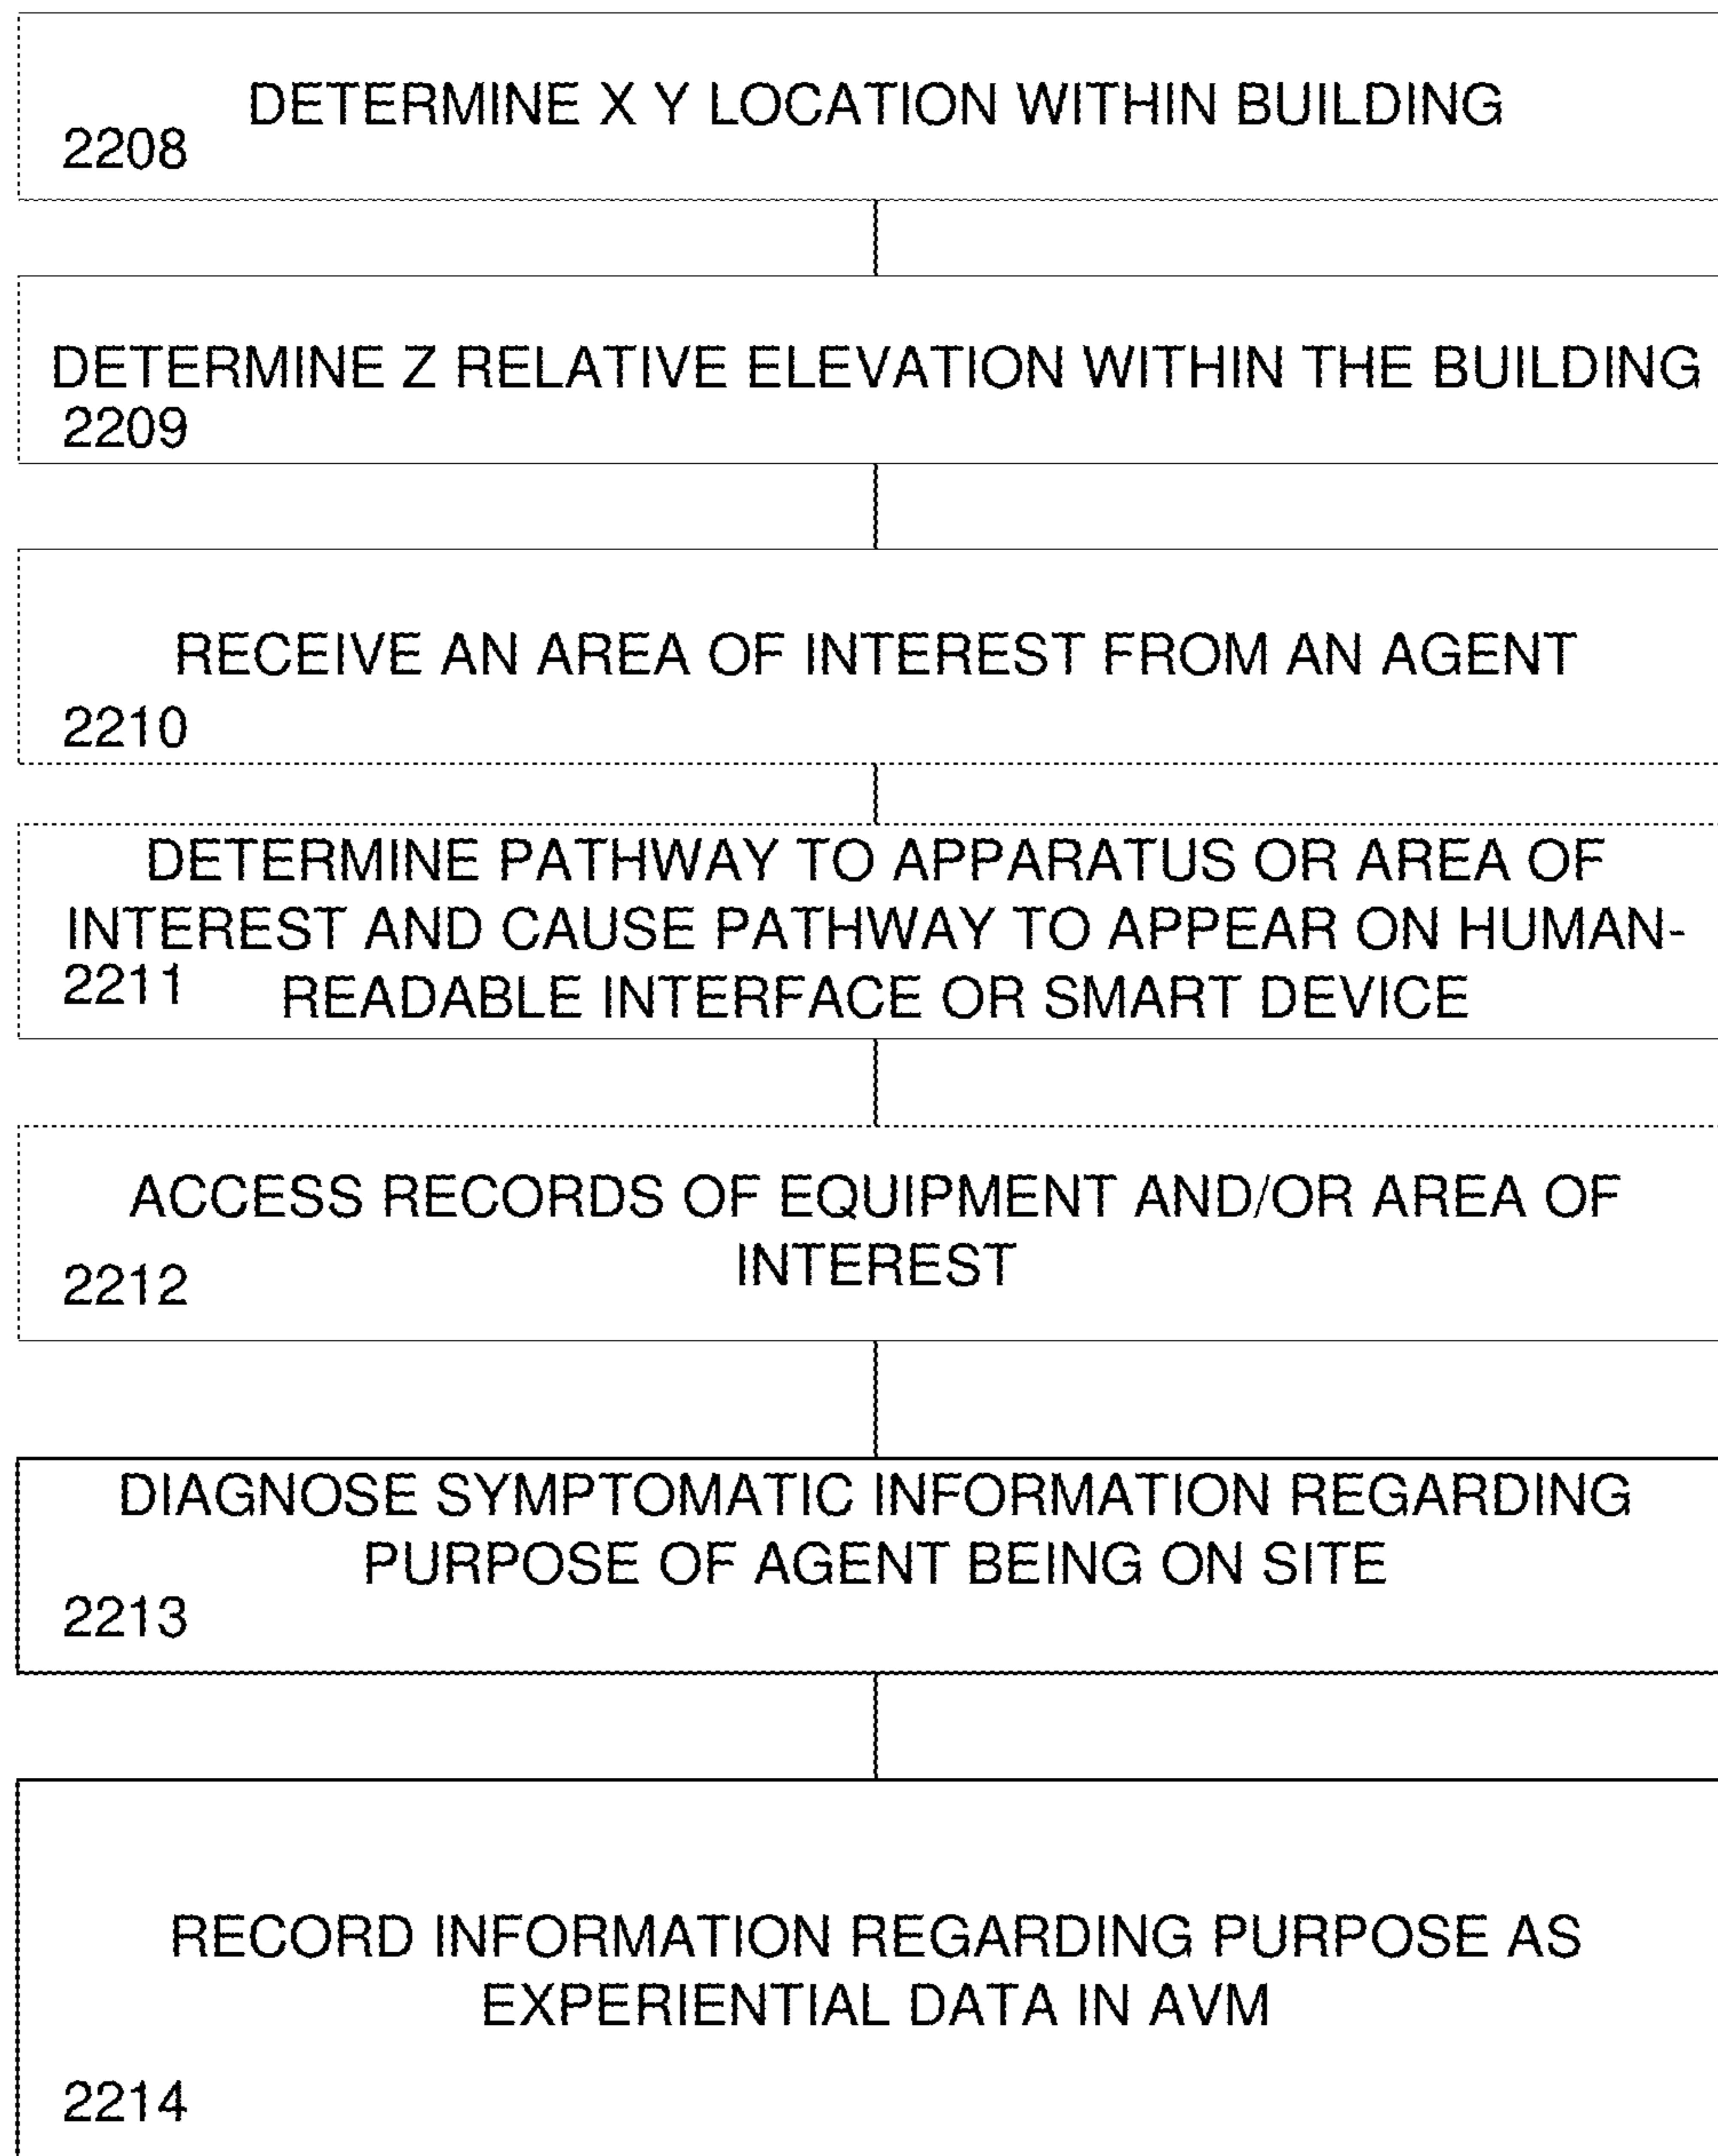 DETERMINE X Y LOCATION WITHIN BUILDING
2208
DETERMINE Z RELATIVE ELEVATION WITHIN THE BUILDING
2209
RECEIVE AN AREA OF INTEREST FROM AN AGENT
2210
DETERMINE PATHWAY TO APPARATUS OR AREA OF
INTEREST AND CAUSE PATHWAY TO APPEAR ON HUMAN-
2211 READABLE INTERFACE OR SMART DEVICE
ACCESS RECORDS OF EQUIPMENT AND/OR AREA OF
INTEREST
2212
DIAGNOSE SYMPTOMATIC INFORMATION REGARDING
PURPOSE OF AGENT BEING ON SITE
2213
RECORD INFORMATION REGARDING PURPOSE AS
EXPERIENTIAL DATA IN AVM
2214